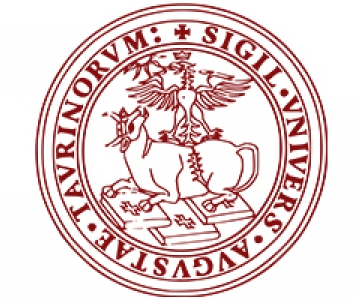 ✠ SIGIL · VNIVERS · AVGVSTAE · TAVRINORVM: